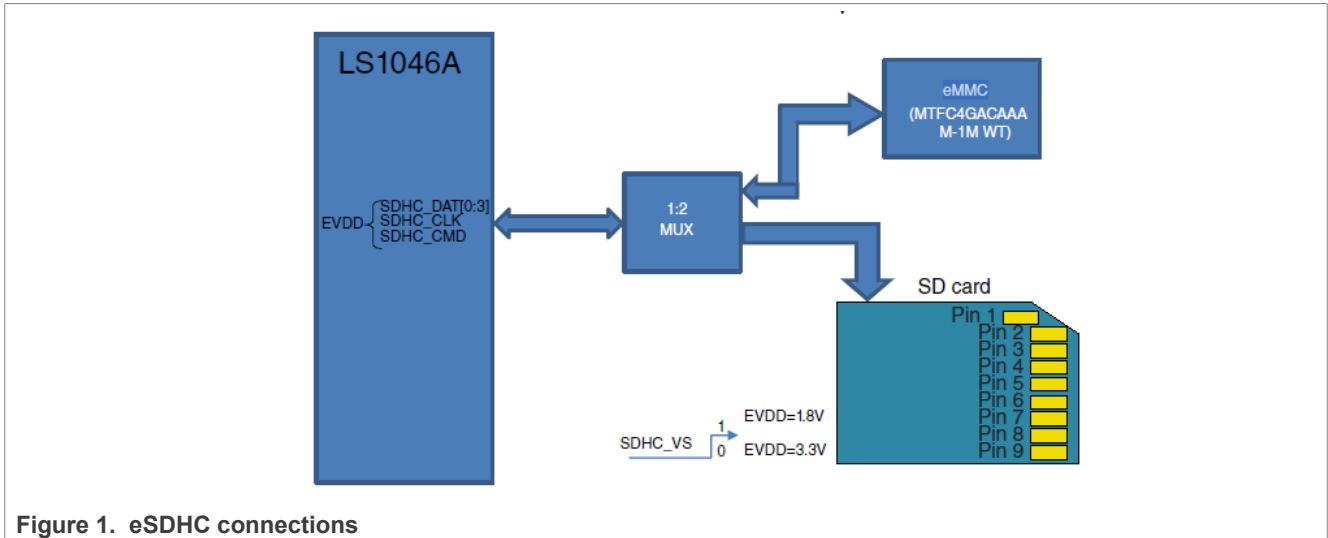 LS1046A
eMMC
(MTFC4GACAAA
M-1M WT)
EVDD
SDHC_DAT[0:3]
SDHC_CLK
SDHC_CMD
1:2
MUX
SD card
Pin 1
Pin 2
Pin 3
Pin 4
Pin 5
Pin 6
Pin 7
Pin 8
Pin 9
SDHC_VS
1
EVDD=1.8V
0
EVDD=3.3V
Figure 1. eSDHC connections